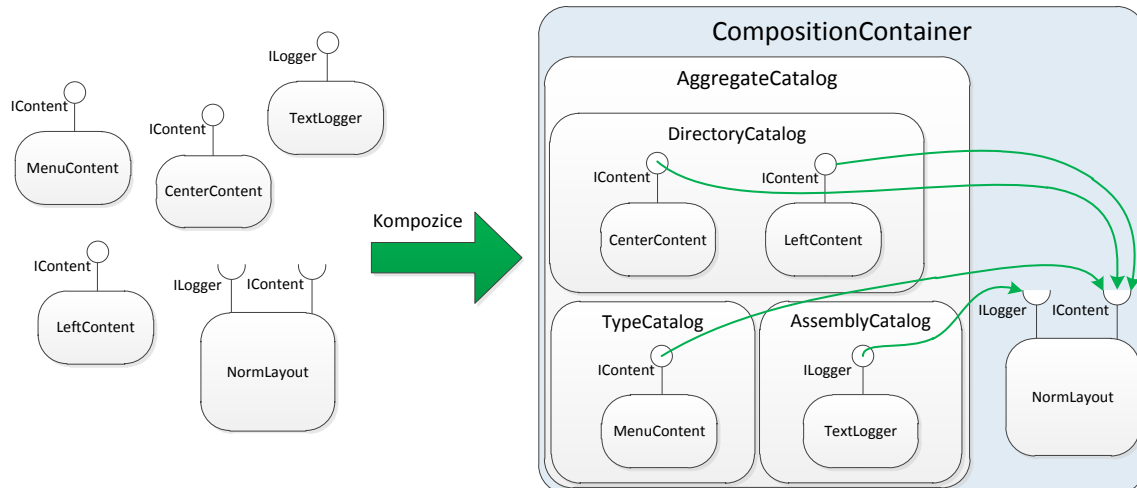 ILogger
IContent
TextLogger
IContent
MenuContent
CenterContent
IContent
ILogger
IContent
LeftContent
NormLayout
Kompozice
CompositionContainer
AggregateCatalog
DirectoryCatalog
IContent
IContent
CenterContent
LeftContent
TypeCatalog
AssemblyCatalog
ILogger
IContent
IContent
ILogger
MenuContent
TextLogger
NormLayout